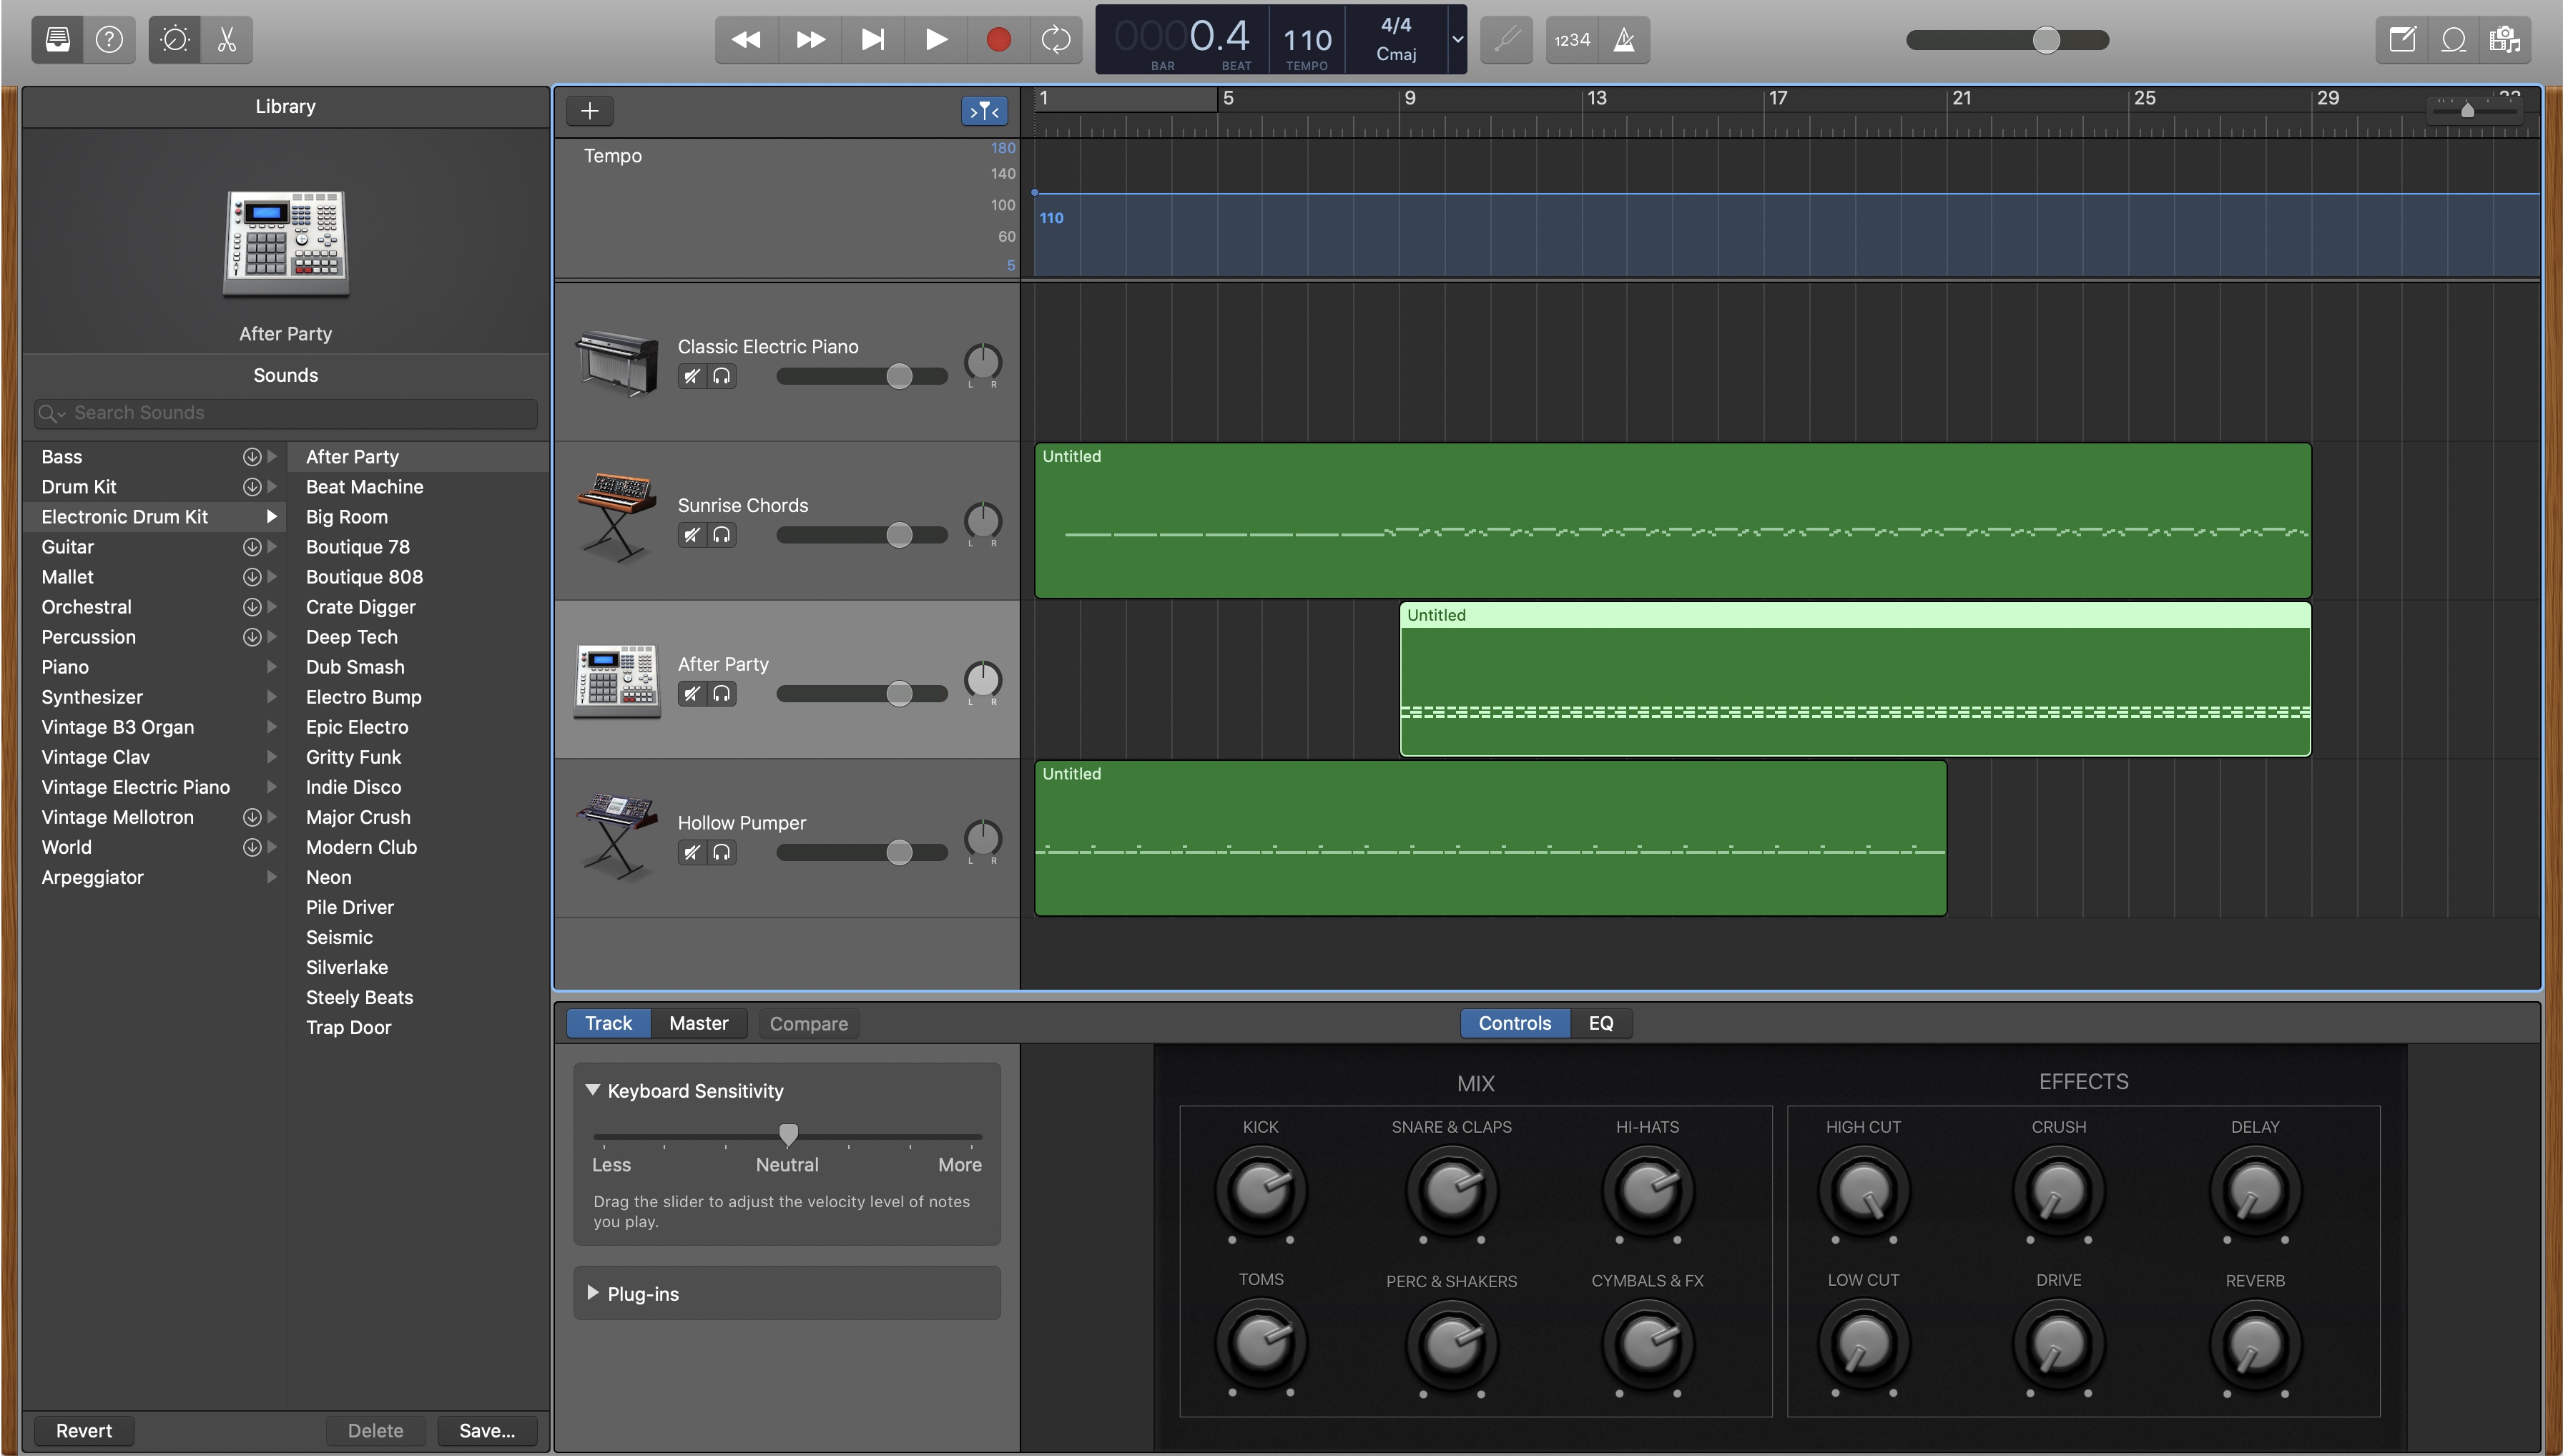 000 0.4
BAR BEAT
110
TEMPO
4/4
Cmaj
1234
Library
After Party
Sounds
Search Sounds
Bass
Drum Kit
Electronic Drum Kit
Guitar
Mallet
Orchestral
Percussion
Piano
Synthesizer
Vintage B3 Organ
Vintage Clav
Vintage Electric Piano
Vintage Mellotron
World
Arpeggiator
After Party
Beat Machine
Big Room
Boutique 78
Boutique 808
Crate Digger
Deep Tech
Dub Smash
Electro Bump
Epic Electro
Gritty Funk
Indie Disco
Major Crush
Modern Club
Neon
Pile Driver
Seismic
Silverlake
Steely Beats
Trap Door
Revert
Delete
Save...
1 5 9 13 17 21 25 29
Tempo
180
140
100
60
5
110
Classic Electric Piano
L R
Sunrise Chords
L R
Untitled
After Party
L R
Untitled
Hollow Pumper
L R
Untitled
Track Master Compare
Controls EQ
Keyboard Sensitivity
Less Neutral More
Drag the slider to adjust the velocity level of notes
you play.
Plug-ins
MIX
KICK SNARE & CLAPS HI-HATS
TOMS PERC & SHAKERS CYMBALS & FX
EFFECTS
HIGH CUT CRUSH DELAY
LOW CUT DRIVE REVERB